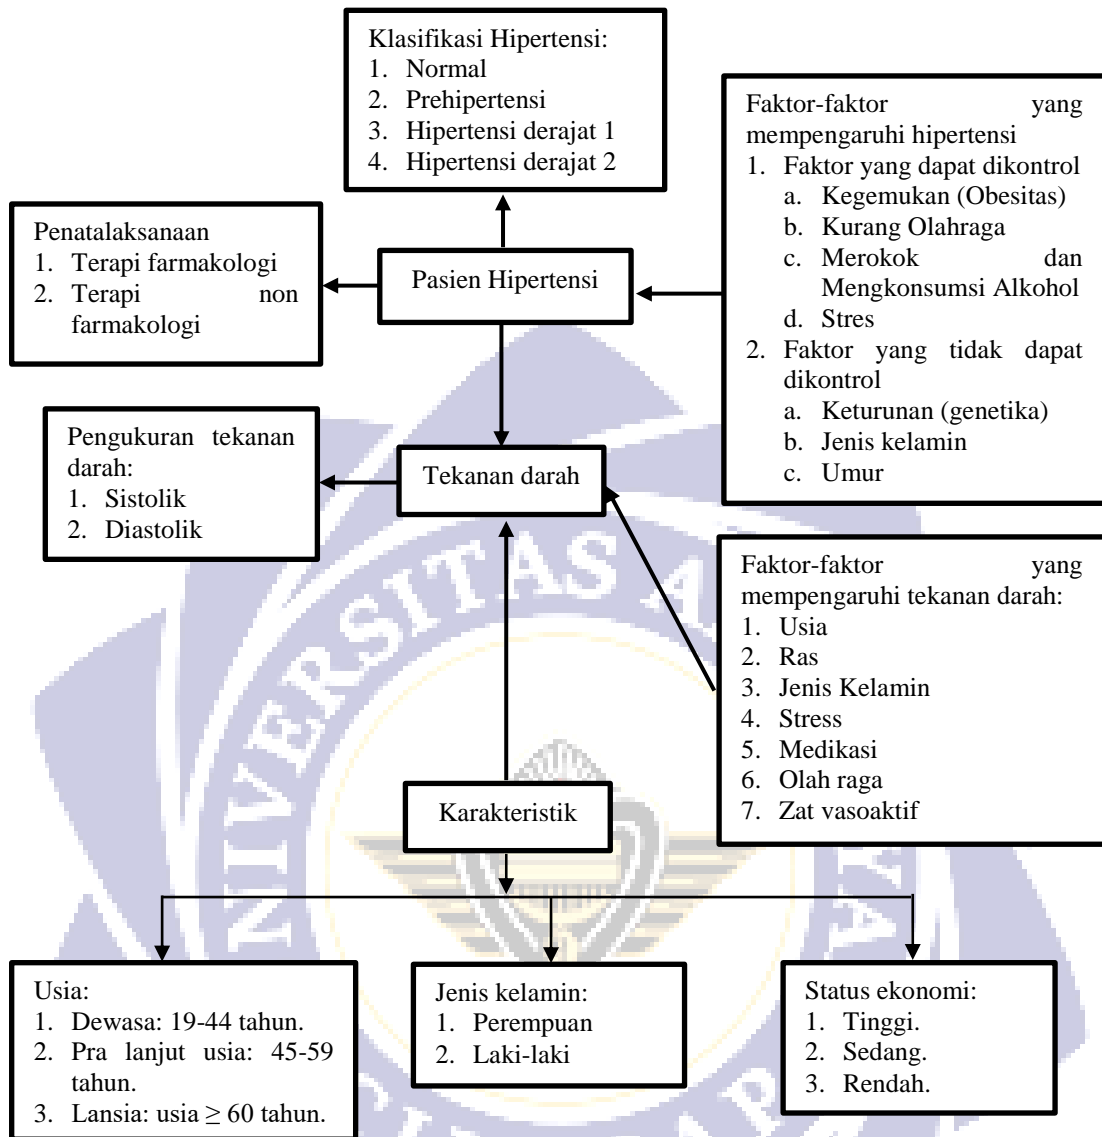 Klasifikasi Hipertensi:
1. Normal
2. Prehipertensi
3. Hipertensi derajat 1
4. Hipertensi derajat 2
Faktor-faktor yang
mempengaruhi hipertensi
1. Faktor yang dapat dikontrol
a. Kegemukan (Obesitas)
b. Kurang Olahraga
c. Merokok dan
Mengkonsumsi Alkohol
d. Stres
2. Faktor yang tidak dapat
dikontrol
a. Keturunan (genetika)
b. Jenis kelamin
c. Umur
Penatalaksanaan
1. Terapi farmakologi
2. Terapi non
farmakologi
Pasien Hipertensi
Pengukuran tekanan
darah:
1. Sistolik
2. Diastolik
Tekanan darah
Faktor-faktor yang
mempengaruhi tekanan darah:
1. Usia
2. Ras
3. Jenis Kelamin
4. Stress
5. Medikasi
6. Olah raga
7. Zat vasoaktif
Karakteristik
Usia:
1. Dewasa: 19-44 tahun.
2. Pra lanjut usia: 45-59
tahun.
3. Lansia: usia ≥ 60 tahun.
Jenis kelamin:
1. Perempuan
2. Laki-laki
Status ekonomi:
1. Tinggi.
2. Sedang.
3. Rendah.